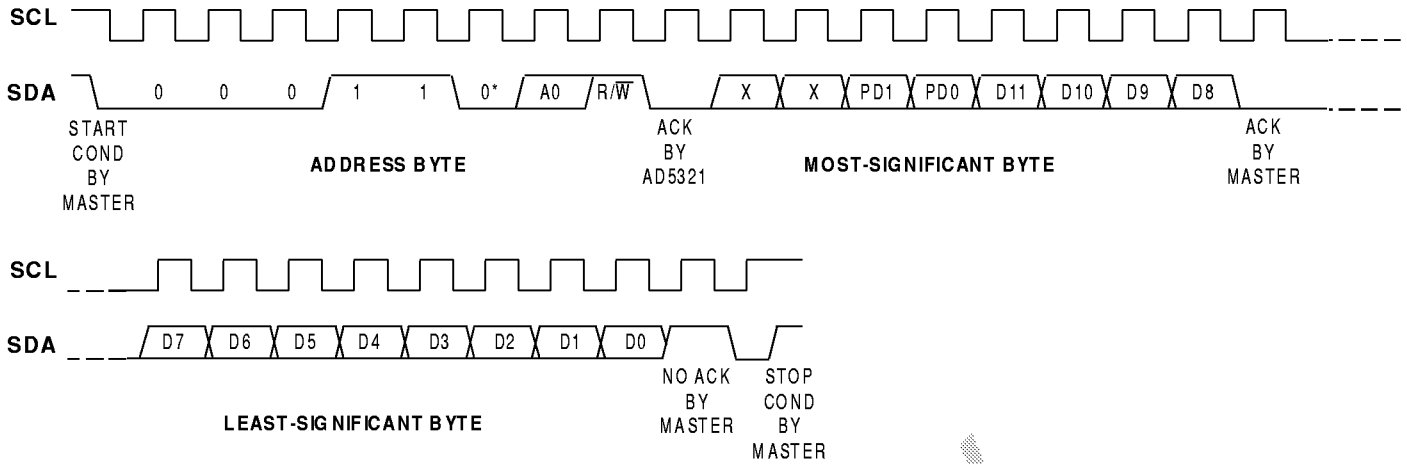 SCL
SDA 0 0 0 1 1 0* A0 R/W̅ X X PD1 PD0 D11 D10 D9 D8
START
COND
BY
MASTER
ADDRESS BYTE
ACK
BY
AD5321
MOST-SIGNIFICANT BYTE
ACK
BY
MASTER
SCL
SDA D7 D6 D5 D4 D3 D2 D1 D0
LEAST-SIGNIFICANT BYTE
NO ACK
BY
MASTER
STOP
COND
BY
MASTER